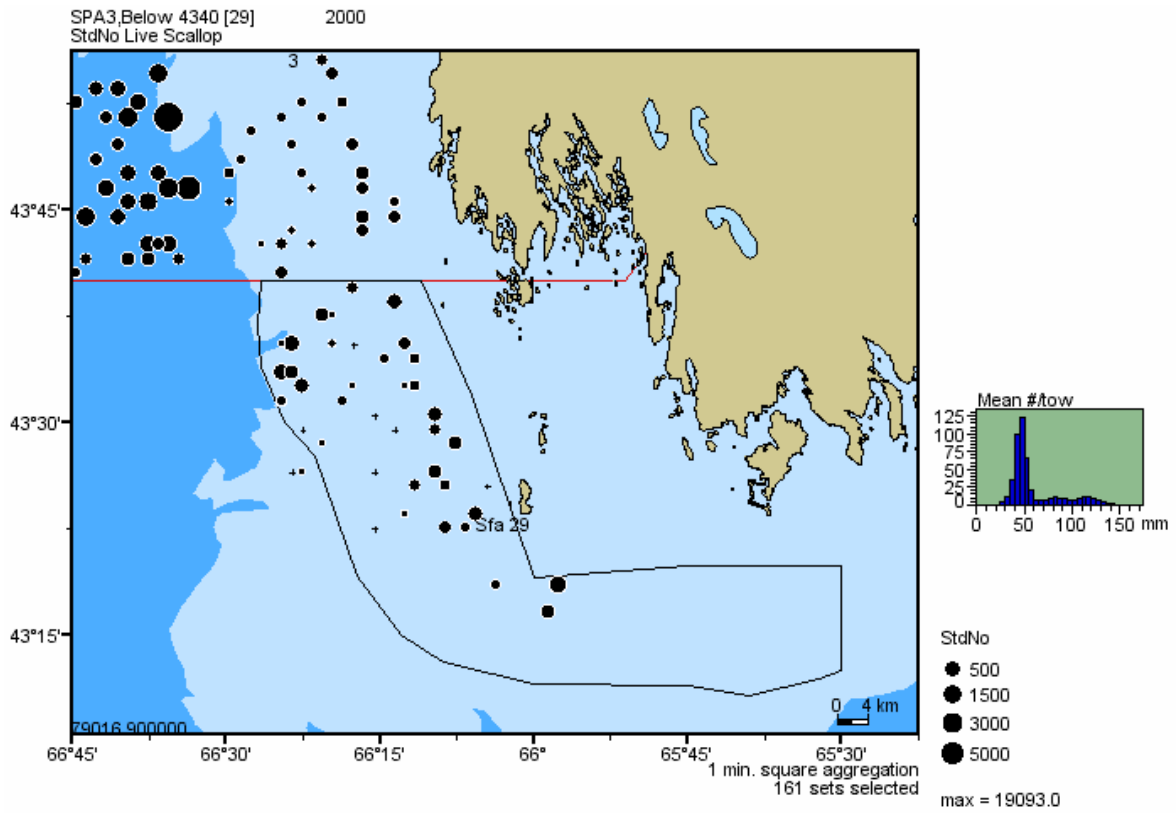 SPA3,Below 4340 [29] 2000
StdNo Live Scallop
3
43°45'
43°30'
43°15'
Sfa 29
79016.900000
0 4 km
66°45' 66°30' 66°15' 66° 65°45' 65°30'
1 min. square aggregation
161 sets selected
Mean #/tow
125
100
75
50
25
0
0 50 100 150 mm
StdNo
500
1500
3000
5000
max = 19093.0